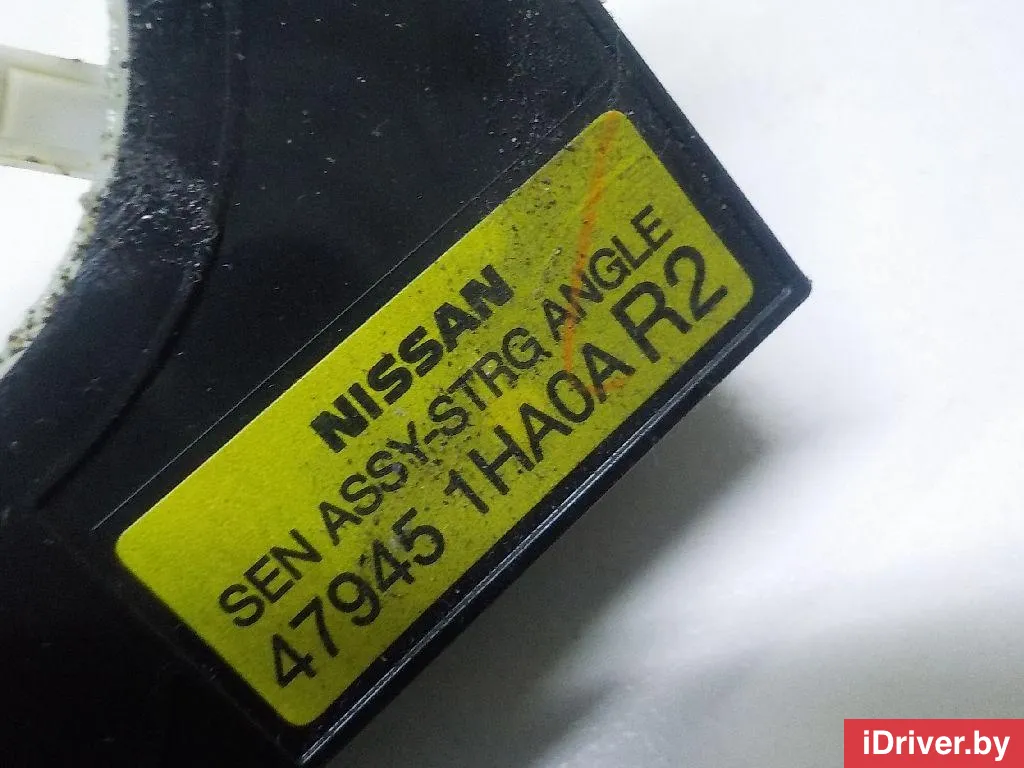 NISSAN
SEN ASSY-STRG ANGLE
47945 1HA0A R2
iDriver.by